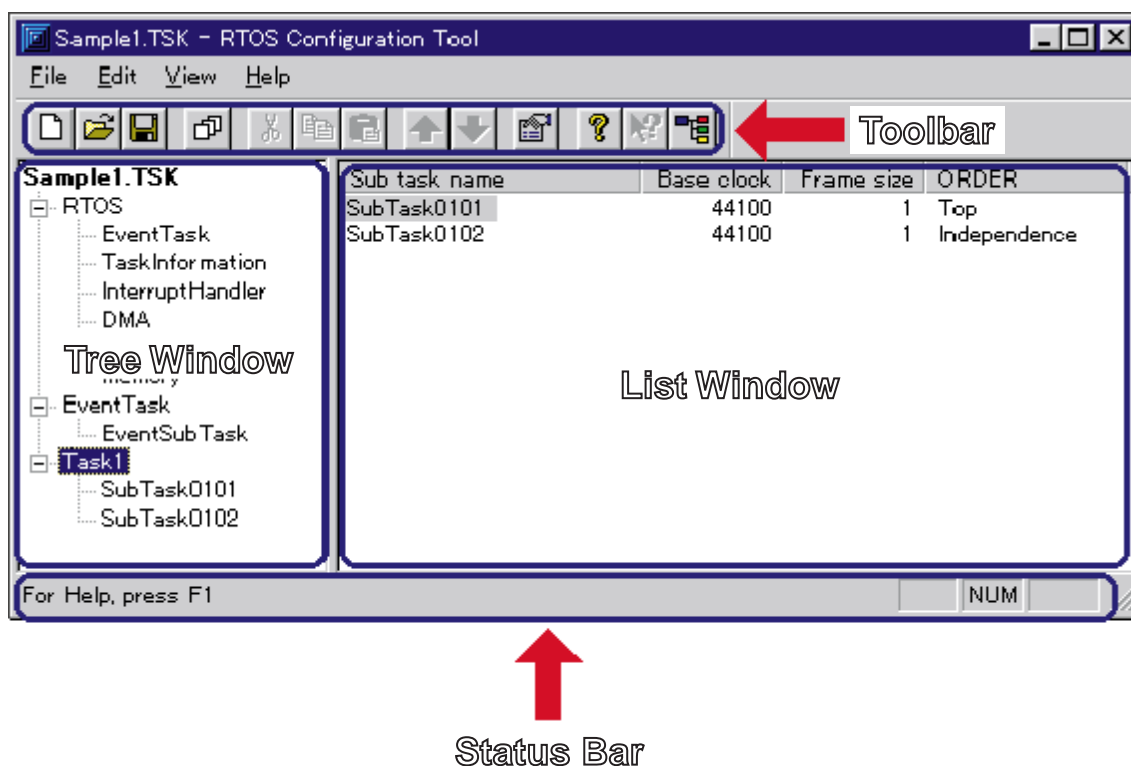 Sample1.TSK - RTOS Configuration Tool
File Edit View Help
Toolbar
Sample1.TSK
RTOS
EventTask
TaskInformation
InterruptHandler
DMA
Tree Window
EventTask
EventSubTask
Task1
SubTask0101
SubTask0102
Sub task name Base clock Frame size ORDER
SubTask0101 44100 1 Top
SubTask0102 44100 1 Independence
List Window
For Help, press F1 NUM
Status Bar